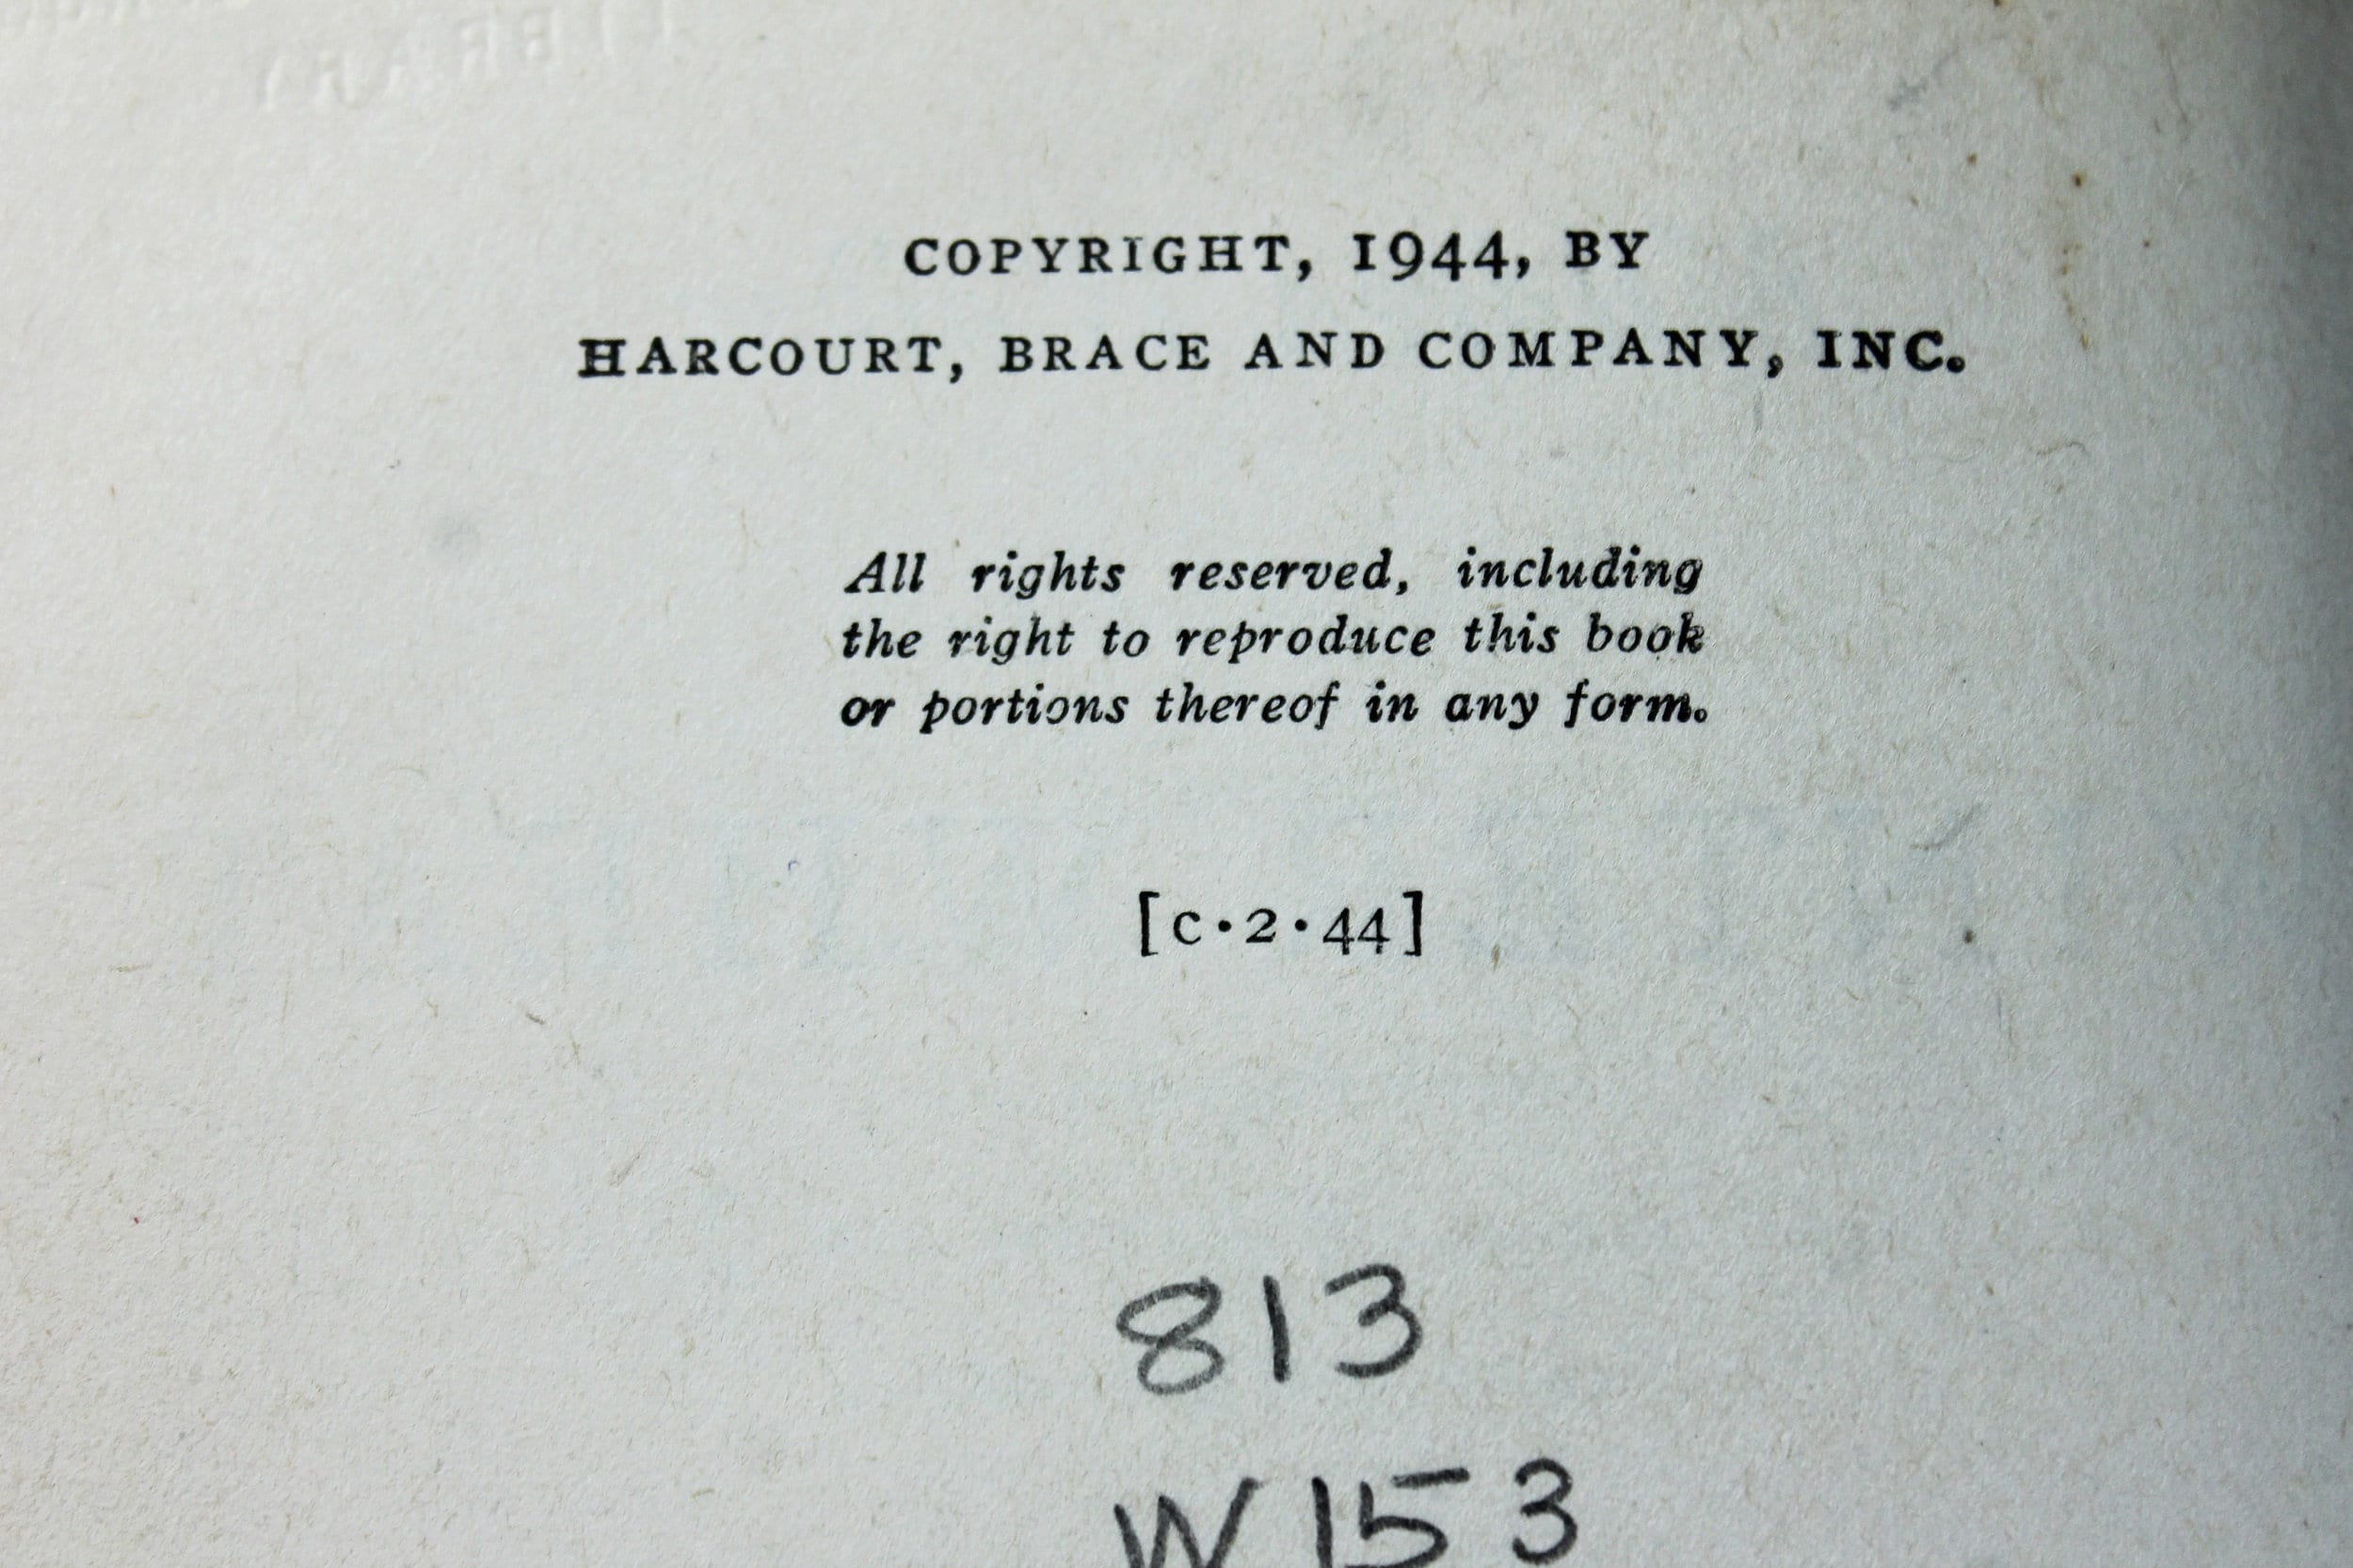 COPYRIGHT, 1944, BY
HARCOURT, BRACE AND COMPANY, INC.
All rights reserved, including
the right to reproduce this book
or portions thereof in any form.
[c·2·44]
813
W153